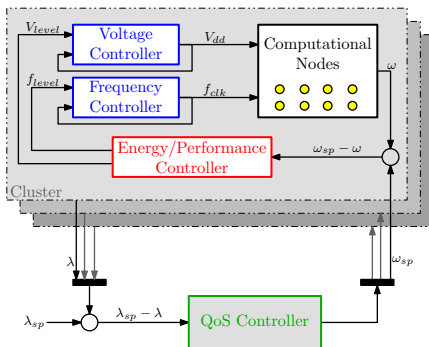 V_level
Voltage
Controller
V_dd
Computational
Nodes
ω
f_level
Frequency
Controller
f_clk
Energy/Performance
Controller
ω_sp − ω
Cluster
λ
ω_sp
λ_sp
λ_sp − λ
QoS Controller